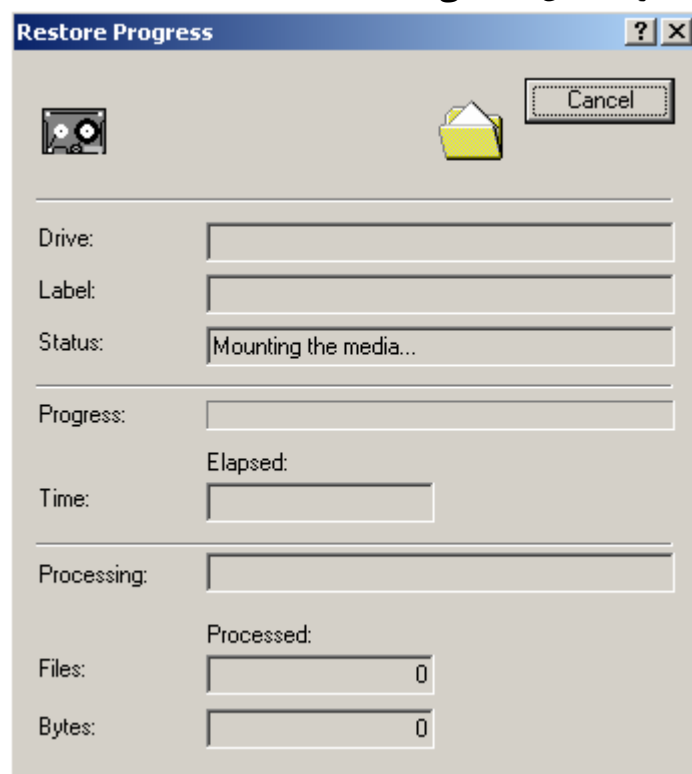 Restore Progress
Cancel
Drive:
Label:
Status: Mounting the media...
Progress:
Elapsed:
Time:
Processing:
Processed:
Files: 0
Bytes: 0